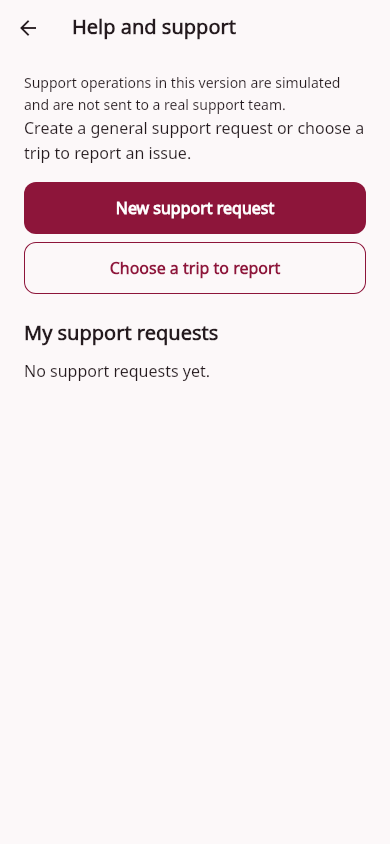 Help and support
Support operations in this version are simulated
and are not sent to a real support team.
Create a general support request or choose a
trip to report an issue.
New support request
Choose a trip to report
My support requests
No support requests yet.